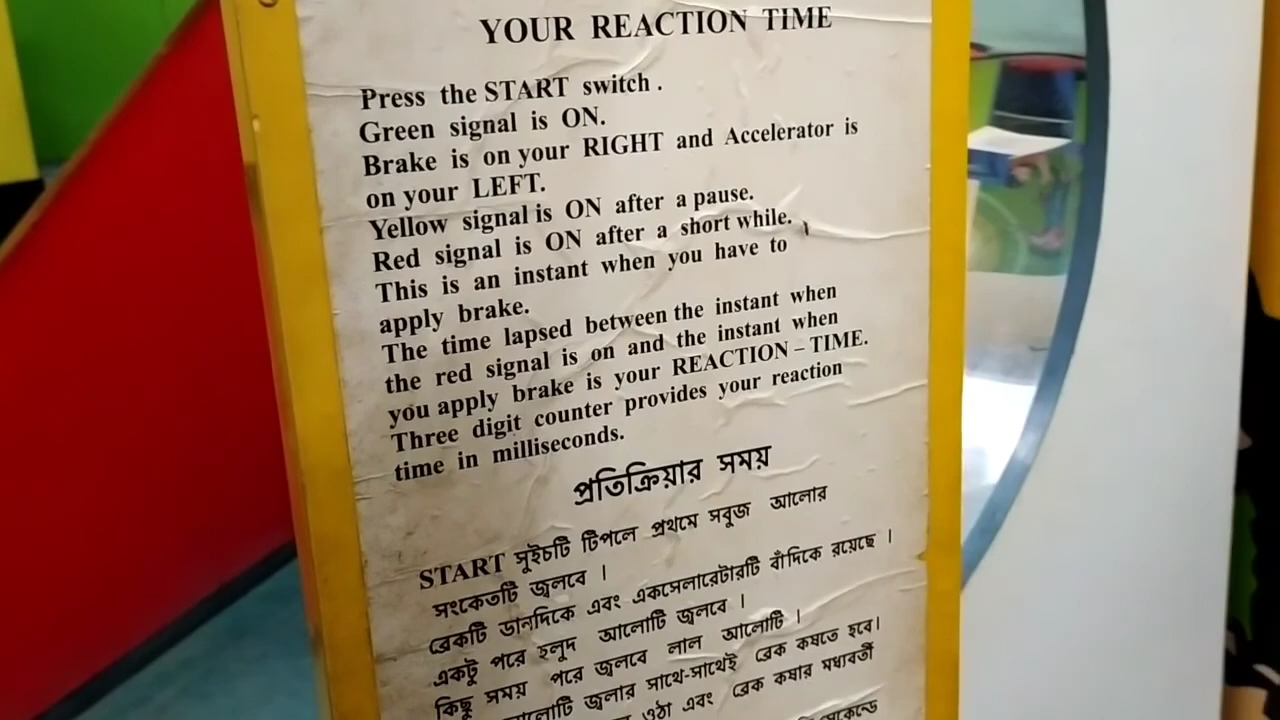 YOUR REACTION TIME
Press the START switch .
Green signal is ON.
Brake is on your RIGHT and Accelerator is
on your LEFT.
Yellow signal is ON after a pause.
Red signal is ON after a short while.
This is an instant when you have to
apply brake.
The time lapsed between the instant when
the red signal is on and the instant when
you apply brake is your REACTION – TIME.
Three digit counter provides your reaction
time in milliseconds.
প্রতিক্রিয়ার সময়
START সুইচটি টিপলে প্রথমে সবুজ আলোর
সংকেতটি জ্বলবে ।
ব্রেকটি ডানদিকে এবং একসেলারেটারটি বাঁদিকে রয়েছে ।
একটু পরে হলুদ আলোটি জ্বলবে ।
কিছু সময় পরে জ্বলবে লাল আলোটি ।
জ্বলার সাথে-সাথেই ব্রেক কষতে হবে।
ওঠা এবং ব্রেক কষার মধ্যবর্তী